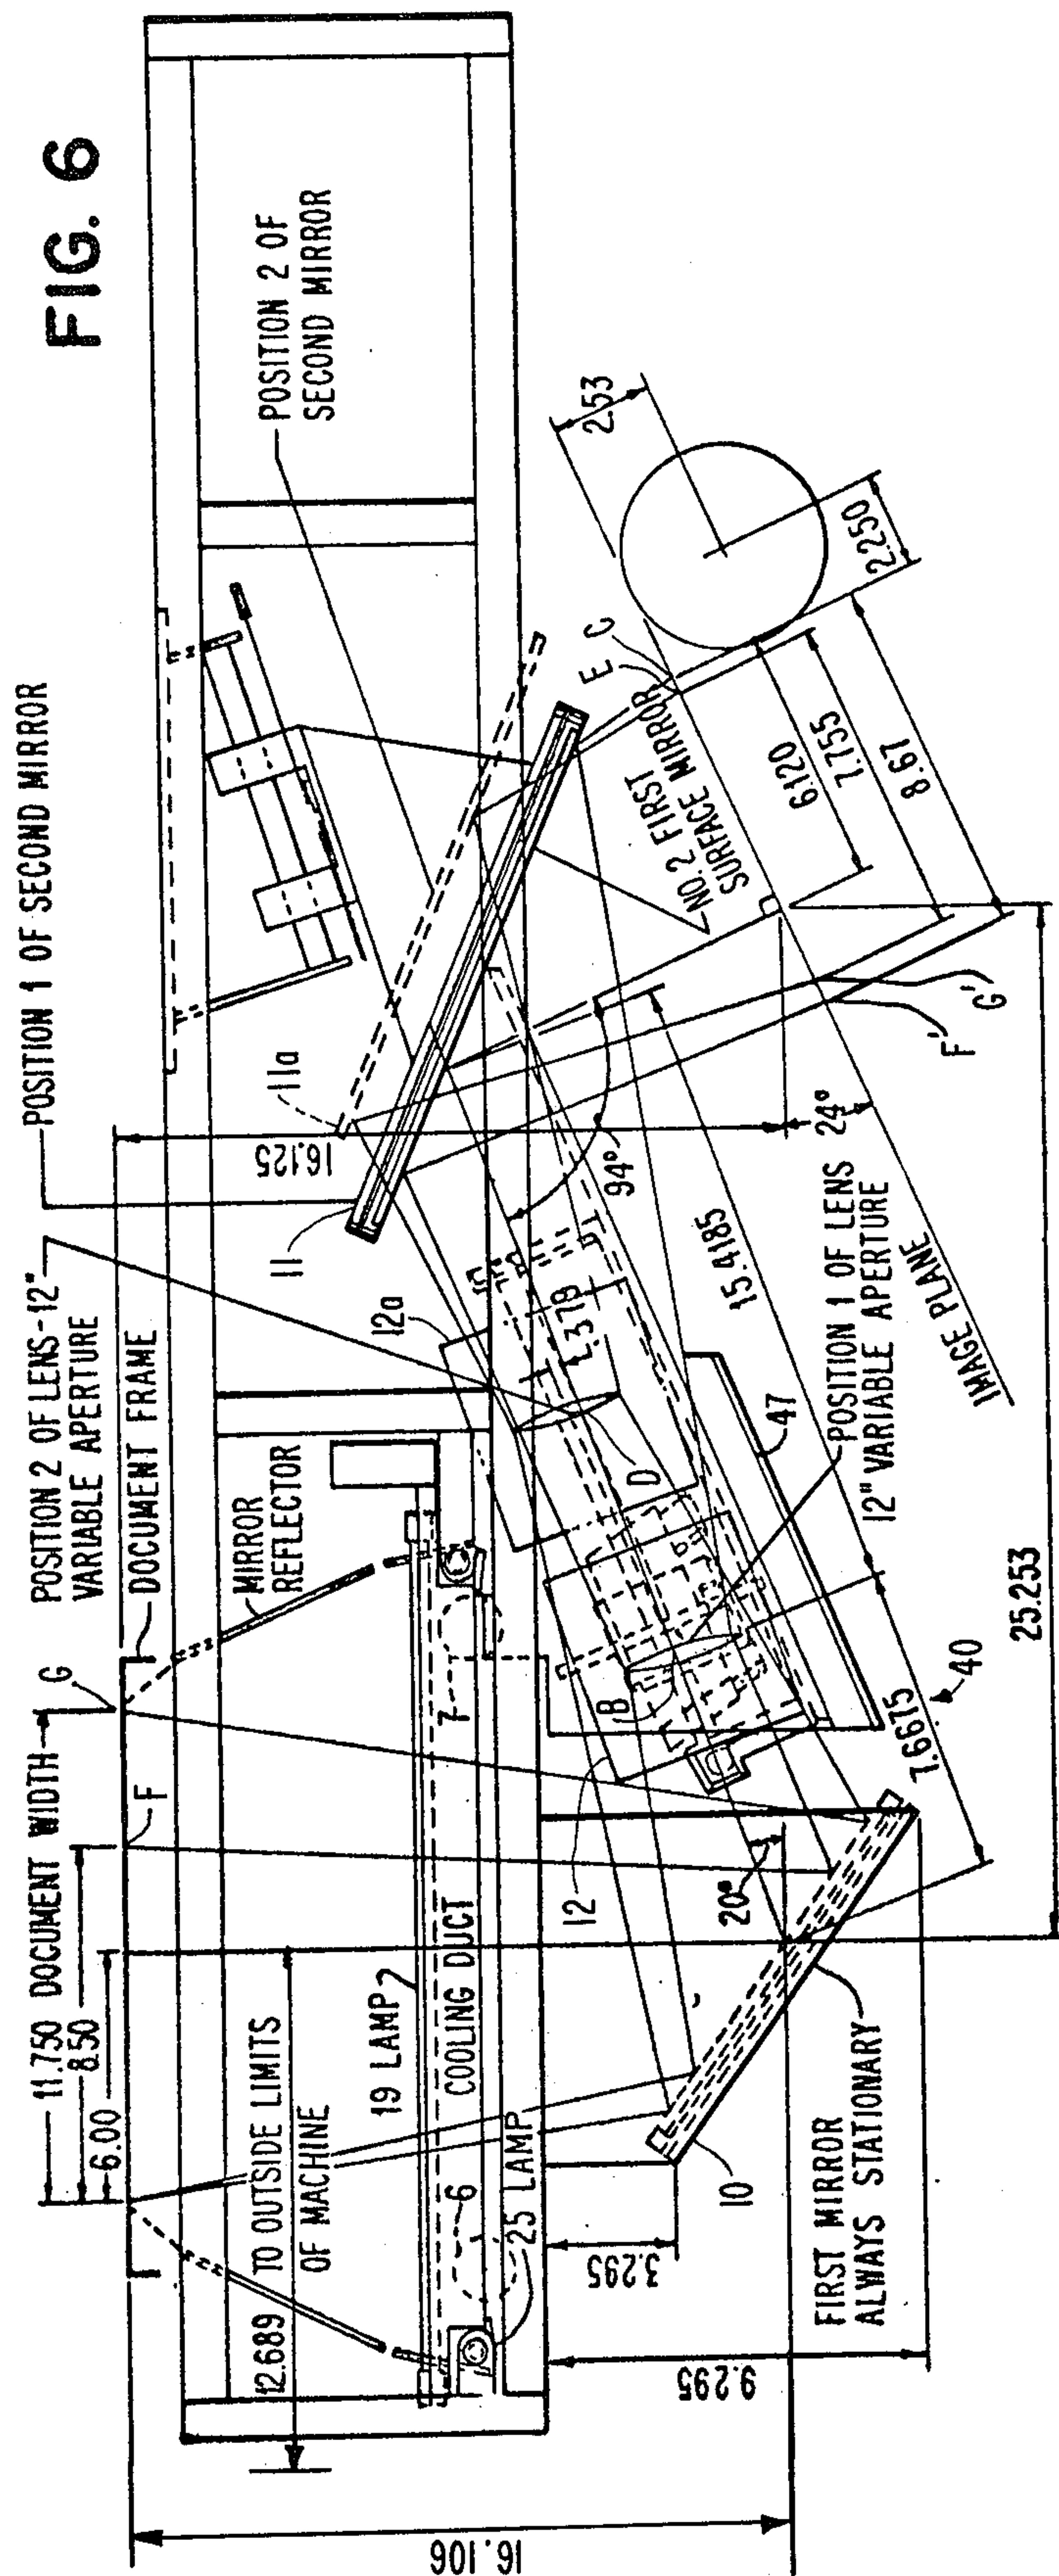 FIG. 6
POSITION 1 OF SECOND MIRROR
POSITION 2 OF
SECOND MIRROR
POSITION 2 OF LENS-12"
VARIABLE APERTURE
DOCUMENT FRAME
MIRROR
REFLECTOR
G
11.750 DOCUMENT WIDTH
8.50
6.00
F
12.689 TO OUTSIDE LIMITS
OF MACHINE
19 LAMP
COOLING DUCT
6
7
25 LAMP
16.106
9.295
3.295
10
FIRST MIRROR
ALWAYS STATIONARY
20°
12
12a
B
D
1.379
11
11a
16.125
94°
24°
E
C
2.53
2.250
NO.2 FIRST
SURFACE MIRROR
6.120
7.755
8.67
G'
F'
15.4185
7.6675
40
47
POSITION 1 OF LENS
12" VARIABLE APERTURE
IMAGE PLANE
25.253